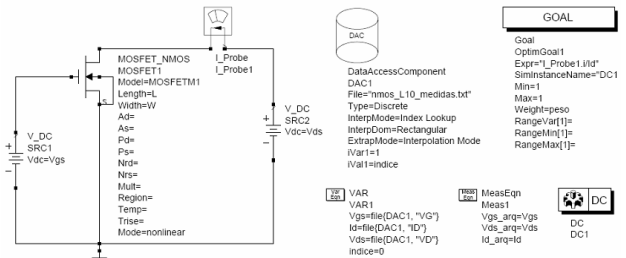 MOSFET_NMOS
MOSFET1
Model=MOSFETM1
Length=L
Width=W
Ad=
As=
Pd=
Ps=
Nrd=
Nrs=
Mult=
Region=
Temp=
Trise=
Mode=nonlinear
S
V_DC
SRC1
Vdc=Vgs
I_Probe
I_Probe1
V_DC
SRC2
Vdc=Vds
DAC
DataAccessComponent
DAC1
File="nmos_L10_medidas.txt"
Type=Discrete
InterpMode=Index Lookup
InterpDom=Rectangular
ExtrapMode=Interpolation Mode
iVar1=1
iVal1=indice
GOAL
Goal
OptimGoal1
Expr="I_Probe1.i/Id"
SimInstanceName="DC1
Min=1
Max=1
Weight=peso
RangeVar[1]=
RangeMin[1]=
RangeMax[1]=
Var
Eqn
VAR
VAR1
Vgs=file{DAC1, "VG"}
Id=file{DAC1, "ID"}
Vds=file{DAC1, "VD"}
indice=0
Meas
Eqn
MeasEqn
Meas1
Vgs_arq=Vgs
Vds_arq=Vds
Id_arq=Id
DC
DC
DC1